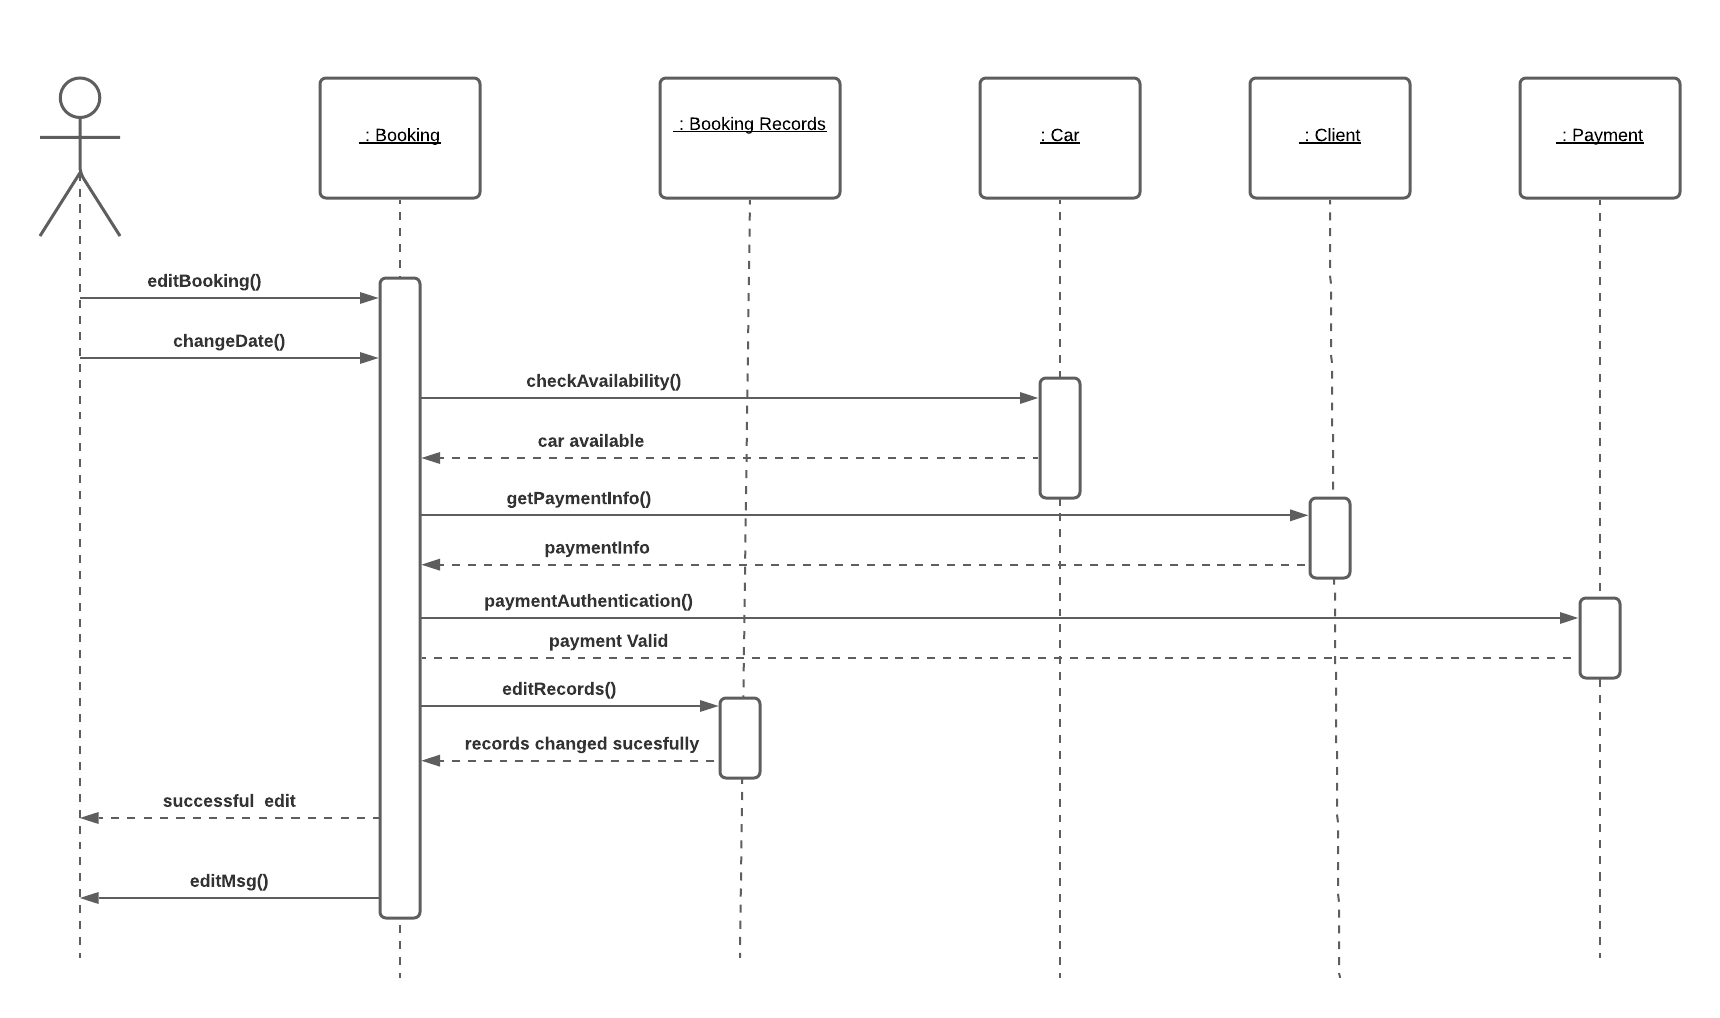 : Booking
: Booking Records
: Car
: Client
: Payment
editBooking()
changeDate()
checkAvailability()
car available
getPaymentInfo()
paymentInfo
paymentAuthentication()
payment Valid
editRecords()
records changed sucesfully
successful  edit
editMsg()